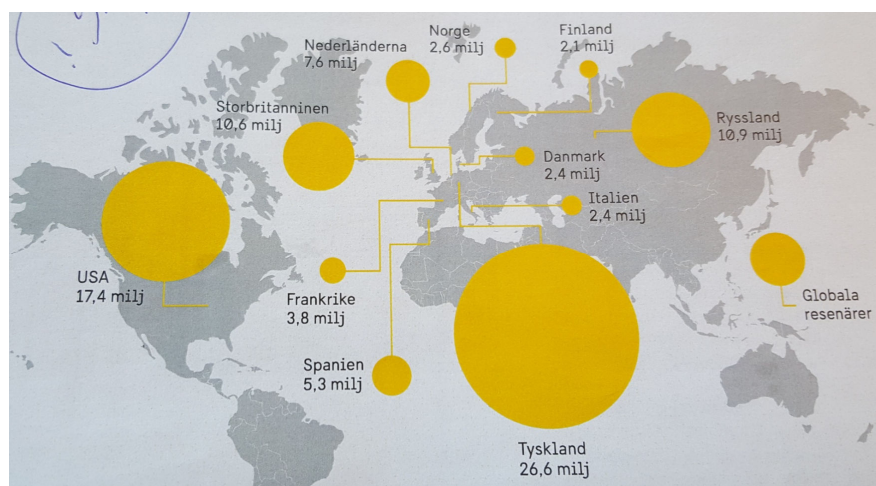 Norge
2,6 milj
Finland
2,1 milj
Nederländerna
7,6 milj
Storbritanninen
10,6 milj
Ryssland
10,9 milj
Danmark
2,4 milj
Italien
2,4 milj
USA
17,4 milj
Frankrike
3,8 milj
Globala
resenärer
Spanien
5,3 milj
Tyskland
26,6 milj